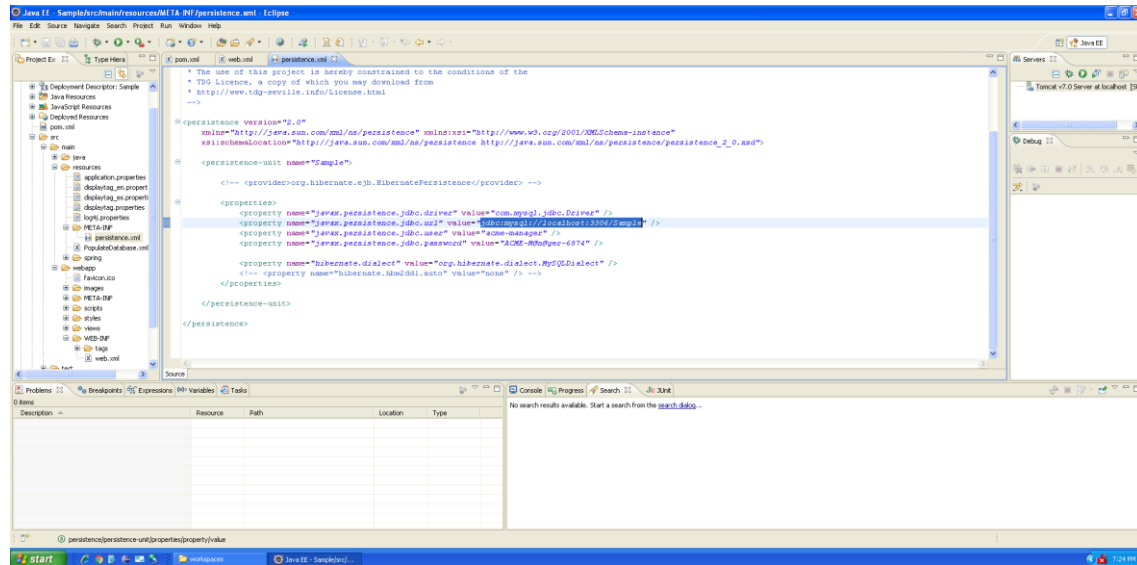 Java EE - Sample/src/main/resources/META-INF/persistence.xml - Eclipse
File Edit Source Navigate Search Project Run Window Help
Java EE
Project Ex
Type Hiera
pom.xml
web.xml
persistence.xml
Servers
Deployment Descriptor: Sample
Java Resources
JavaScript Resources
Deployed Resources
pom.xml
src
main
java
resources
application.properties
displaytag_en.propert
displaytag_es.properti
displaytag.properties
log4j.properties
META-INF
persistence.xml
PopulateDatabase.xml
spring
webapp
favicon.ico
images
META-INF
scripts
styles
views
WEB-INF
tags
web.xml
test
* The use of this project is hereby constrained to the conditions of the
* TDG Licence, a copy of which you may download from
* http://www.tdg-seville.info/License.html
-->
<persistence version="2.0"
xmlns="http://java.sun.com/xml/ns/persistence" xmlns:xsi="http://www.w3.org/2001/XMLSchema-instance"
xsi:schemaLocation="http://java.sun.com/xml/ns/persistence http://java.sun.com/xml/ns/persistence/persistence_2_0.xsd">
<persistence-unit name="Sample">
<!-- <provider>org.hibernate.ejb.HibernatePersistence</provider> -->
<properties>
<property name="javax.persistence.jdbc.driver" value="com.mysql.jdbc.Driver" />
<property name="javax.persistence.jdbc.url" value="jdbc:mysql://localhost:3306/Sample" />
<property name="javax.persistence.jdbc.user" value="acme-manager" />
<property name="javax.persistence.jdbc.password" value="ACME-M@n@ger-6874" />
<property name="hibernate.dialect" value="org.hibernate.dialect.MySQLDialect" />
<!-- <property name="hibernate.hbm2ddl.auto" value="none" /> -->
</properties>
</persistence-unit>
</persistence>
Source
Tomcat v7.0 Server at localhost [S
Debug
Problems
Breakpoints
Expressions
Variables
Tasks
0 items
Description
Resource
Path
Location
Type
Console
Progress
Search
JUnit
No search results available. Start a search from the search dialog...
persistence/persistence-unit/properties/property/value
start
workspaces
Java EE - Sample/src/...
7:24 PM